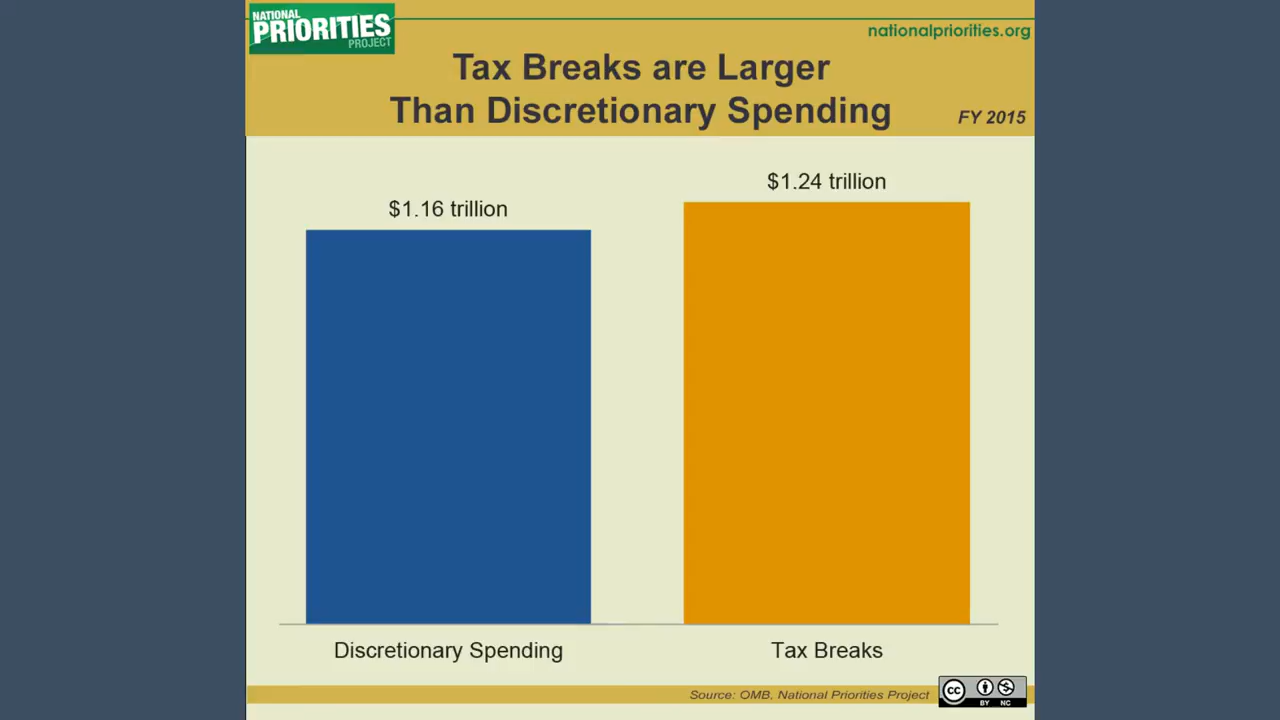 NATIONAL
PRIORITIES
PROJECT
nationalpriorities.org
Tax Breaks are Larger
Than Discretionary Spending
FY 2015
$1.16 trillion
$1.24 trillion
Discretionary Spending
Tax Breaks
Source: OMB, National Priorities Project
cc
BY NC